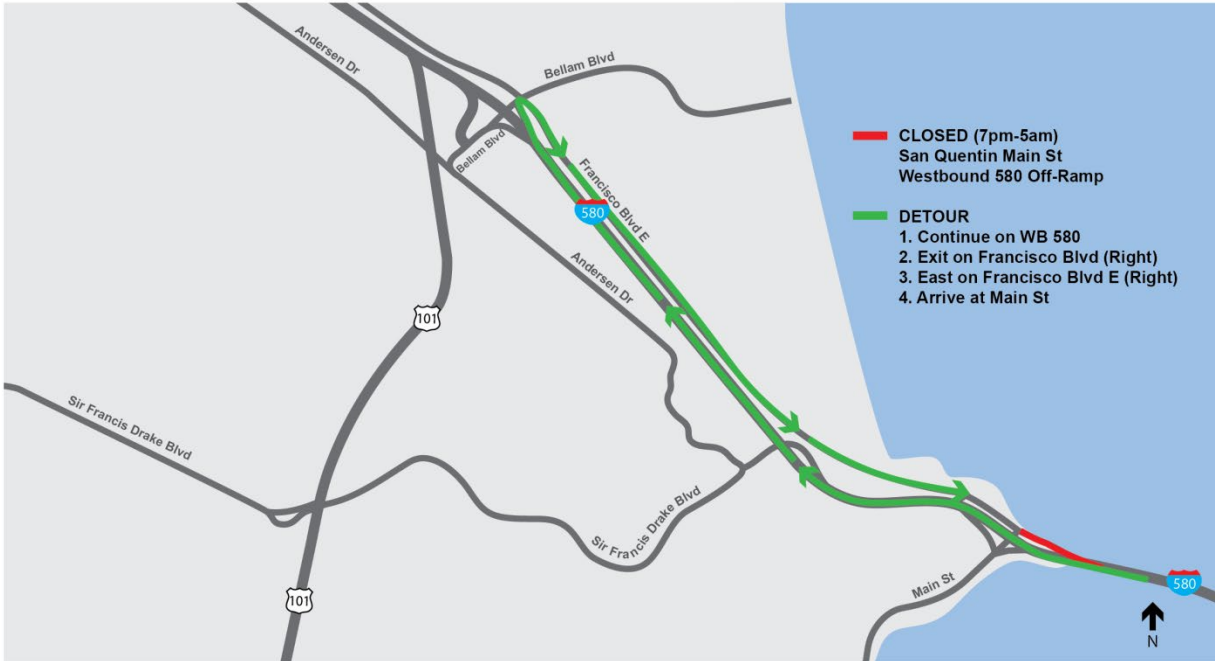 Andersen Dr
Bellam Blvd
Bellam Blvd
Francisco Blvd E
580
CLOSED (7pm-5am)
San Quentin Main St
Westbound 580 Off-Ramp
DETOUR
1. Continue on WB 580
2. Exit on Francisco Blvd (Right)
3. East on Francisco Blvd E (Right)
4. Arrive at Main St
Andersen Dr
101
Sir Francis Drake Blvd
Sir Francis Drake Blvd
Main St
101
580
N